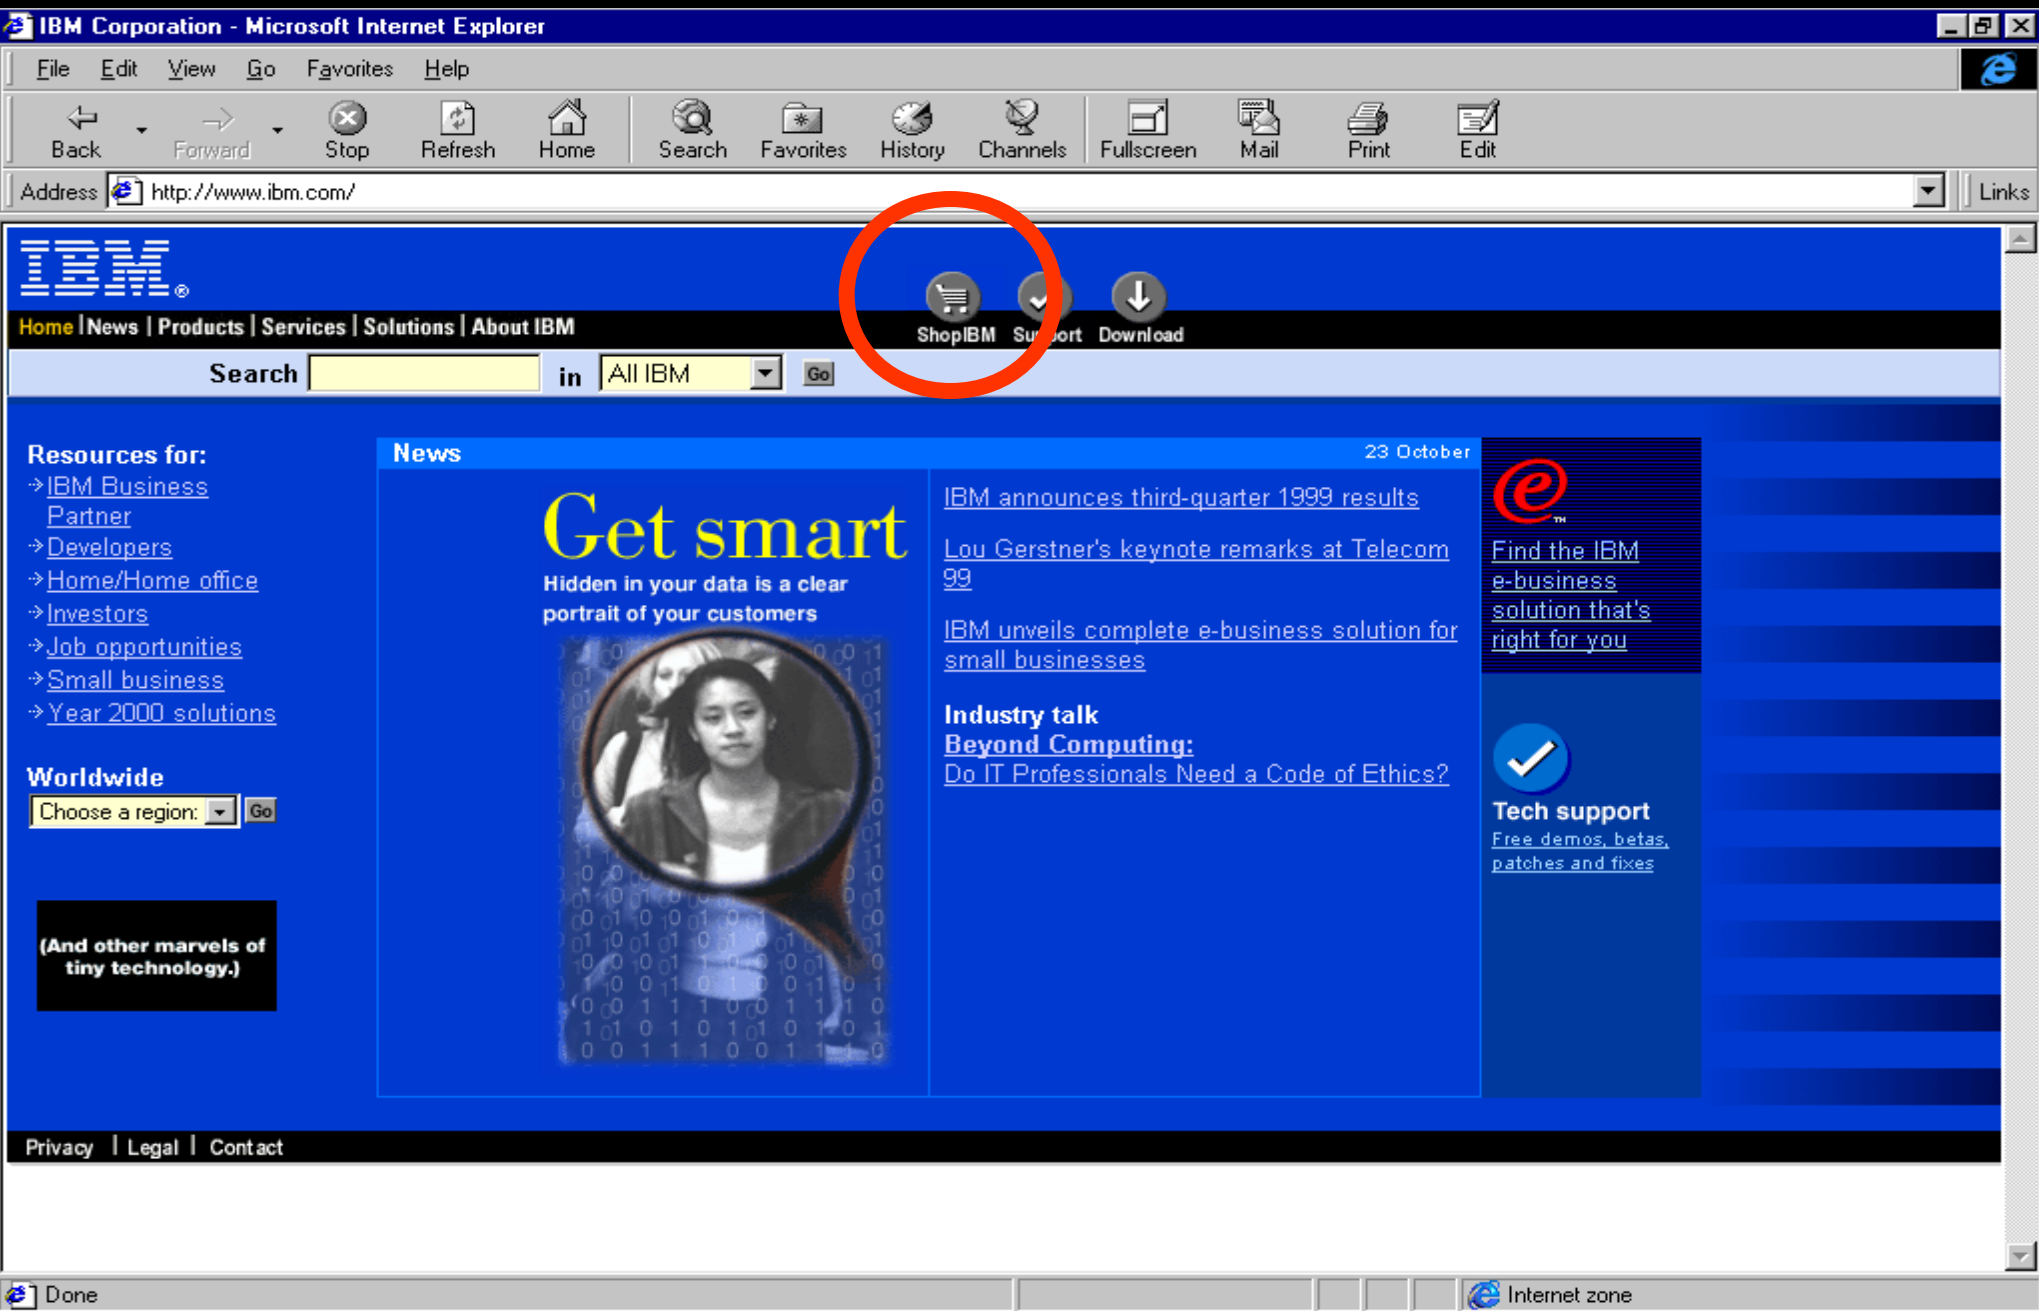 IBM Corporation - Microsoft Internet Explorer
File Edit View Go Favorites Help
Back Forward Stop Refresh Home Search Favorites History Channels Fullscreen Mail Print Edit
Address http://www.ibm.com/ Links
IBM®
Home | News | Products | Services | Solutions | About IBM
ShopIBM Support Download
Search in All IBM Go
Resources for:
IBM Business
Partner
Developers
Home/Home office
Investors
Job opportunities
Small business
Year 2000 solutions
Worldwide
Choose a region: Go
(And other marvels of
tiny technology.)
News 23 October
Get smart
Hidden in your data is a clear
portrait of your customers
IBM announces third-quarter 1999 results
Lou Gerstner's keynote remarks at Telecom
99
IBM unveils complete e-business solution for
small businesses
Industry talk
Beyond Computing:
Do IT Professionals Need a Code of Ethics?
e™
Find the IBM
e-business
solution that's
right for you
Tech support
Free demos, betas,
patches and fixes
Privacy | Legal | Contact
Done Internet zone